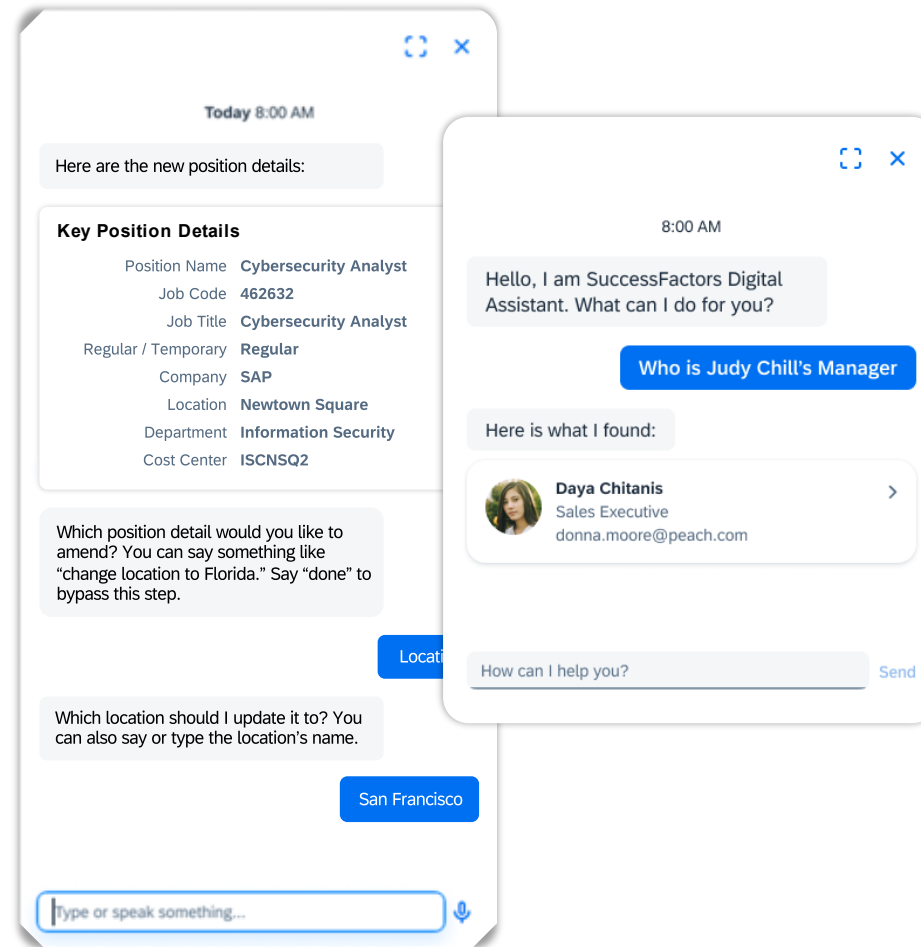 Today 8:00 AM
Here are the new position details:
Key Position Details
Position Name Cybersecurity Analyst
Job Code 462632
Job Title Cybersecurity Analyst
Regular / Temporary Regular
Company SAP
Location Newtown Square
Department Information Security
Cost Center ISCNSQ2
Which position detail would you like to
amend? You can say something like
“change location to Florida.” Say “done” to
bypass this step.
Locati
Which location should I update it to? You
can also say or type the location’s name.
San Francisco
Type or speak something...
8:00 AM
Hello, I am SuccessFactors Digital
Assistant. What can I do for you?
Who is Judy Chill’s Manager
Here is what I found:
Daya Chitanis
Sales Executive
donna.moore@peach.com
How can I help you?
Send